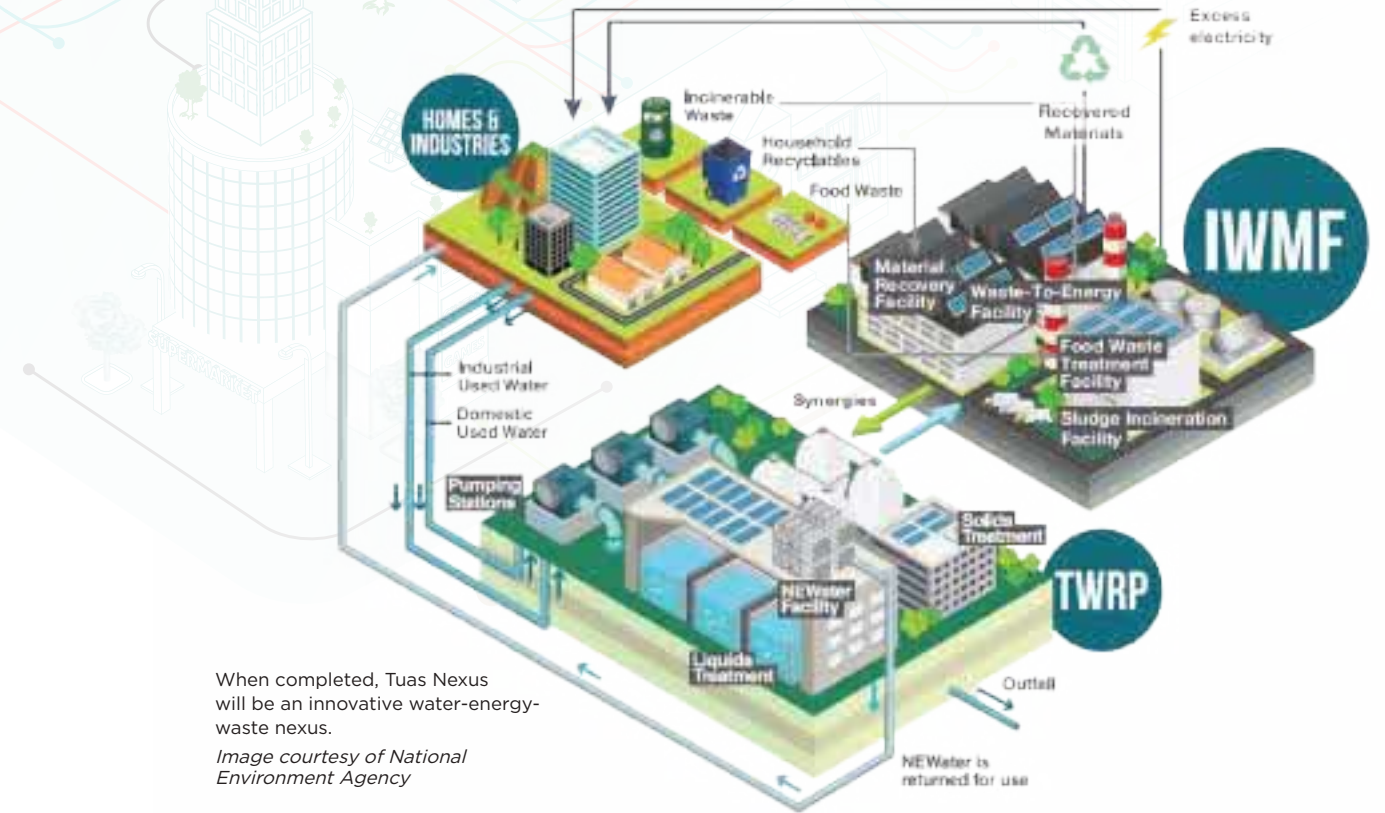 Excess
electricity
Recovered
Materials
HOMES &
INDUSTRIES
Incinerable
Waste
Household
Recyclables
Food Waste
IWMF
Material
Recovery
Facility
Waste-To-Energy
Facility
Food Waste
Treatment
Facility
Sludge Incineration
Facility
Synergies
Industrial
Used Water
Domestic
Used Water
Pumping
Stations
Solids
Treatment
NEWater
Facility
Liquids
Treatment
TWRP
Outfall
NEWater is
returned for use
When completed, Tuas Nexus
will be an innovative water-energy-
waste nexus.
Image courtesy of National
Environment Agency
SUPERMARKET